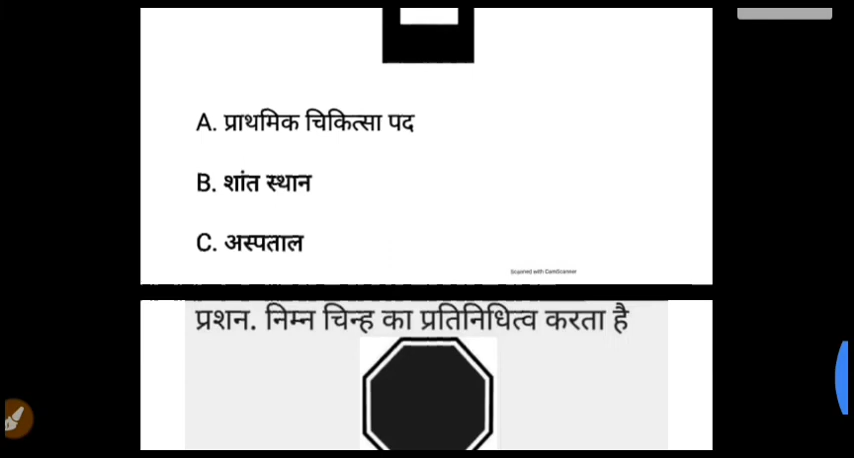 A. प्राथमिक चिकित्सा पद
B. शांत स्थान
C. अस्पताल
Scanned with CamScanner
प्रशन. निम्न चिन्ह का प्रतिनिधित्व करता है